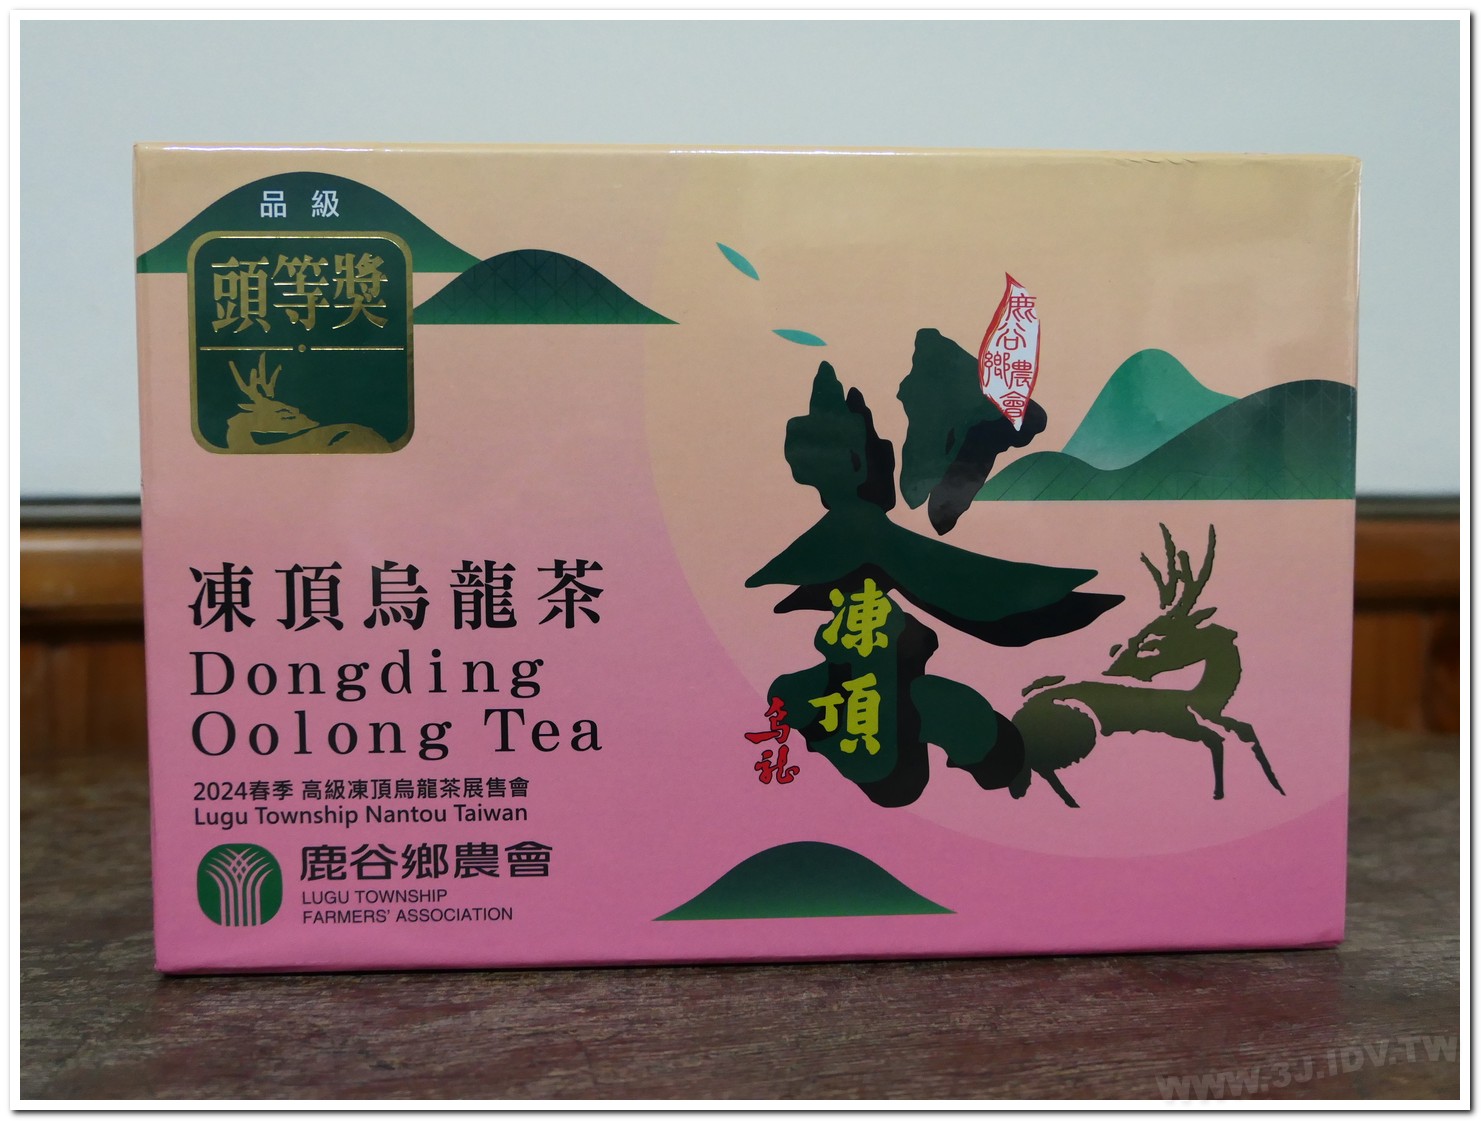 品級
頭等獎
鹿谷鄉農會
凍頂
烏龍
凍頂烏龍茶
Dongding
Oolong Tea
2024春季 高級凍頂烏龍茶展售會
Lugu Township Nantou Taiwan
鹿谷鄉農會
LUGU TOWNSHIP
FARMERS' ASSOCIATION
WWW.3J.IDV.TW